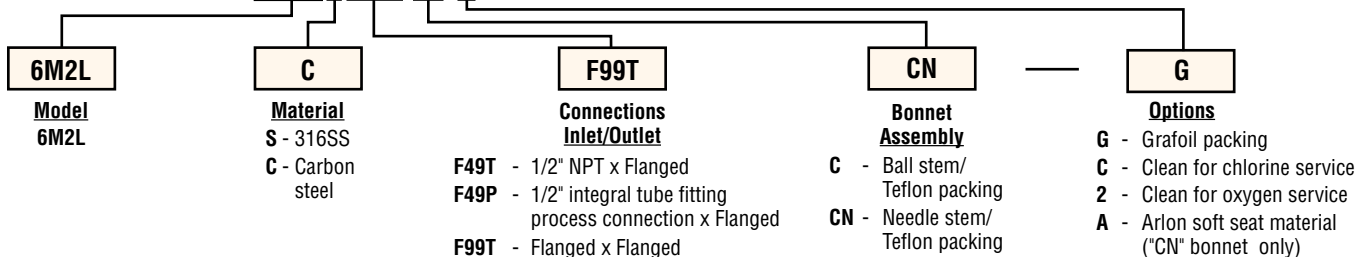 6M2L C F99T CN — G
Model
6M2L
Material
S - 316SS
C - Carbon
steel
Connections
Inlet/Outlet
F49T - 1/2" NPT x Flanged
F49P - 1/2" integral tube fitting
process connection x Flanged
F99T - Flanged x Flanged
Bonnet
Assembly
C - Ball stem/
Teflon packing
CN - Needle stem/
Teflon packing
Options
G - Grafoil packing
C - Clean for chlorine service
2 - Clean for oxygen service
A - Arlon soft seat material
("CN" bonnet only)